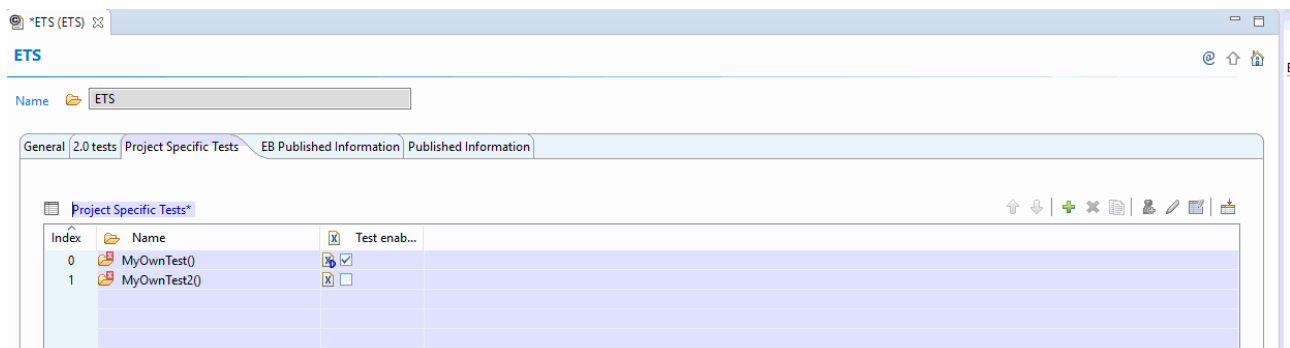 *ETS (ETS)
ETS
Name ETS
General 2.0 tests Project Specific Tests EB Published Information Published Information
Project Specific Tests*
Index Name Test enab...
0 MyOwnTest()
1 MyOwnTest2()